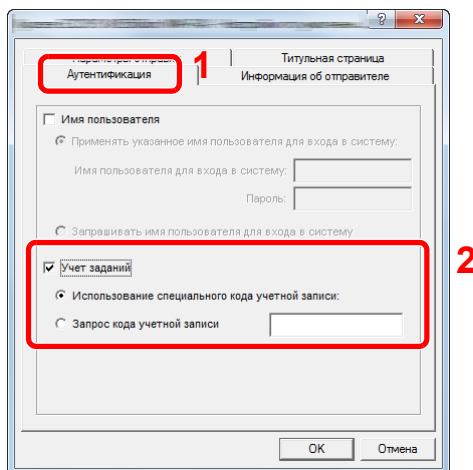 Титульная страница
1
Аутентификация
Информация об отправителе
Имя пользователя
Применять указанное имя пользователя для входа в систему:
Имя пользователя для входа в систему:
Пароль:
Запрашивать имя пользователя для входа в систему
2
Учет заданий
Использование специального кода учетной записи:
Запрос кода учетной записи
OK
Отмена